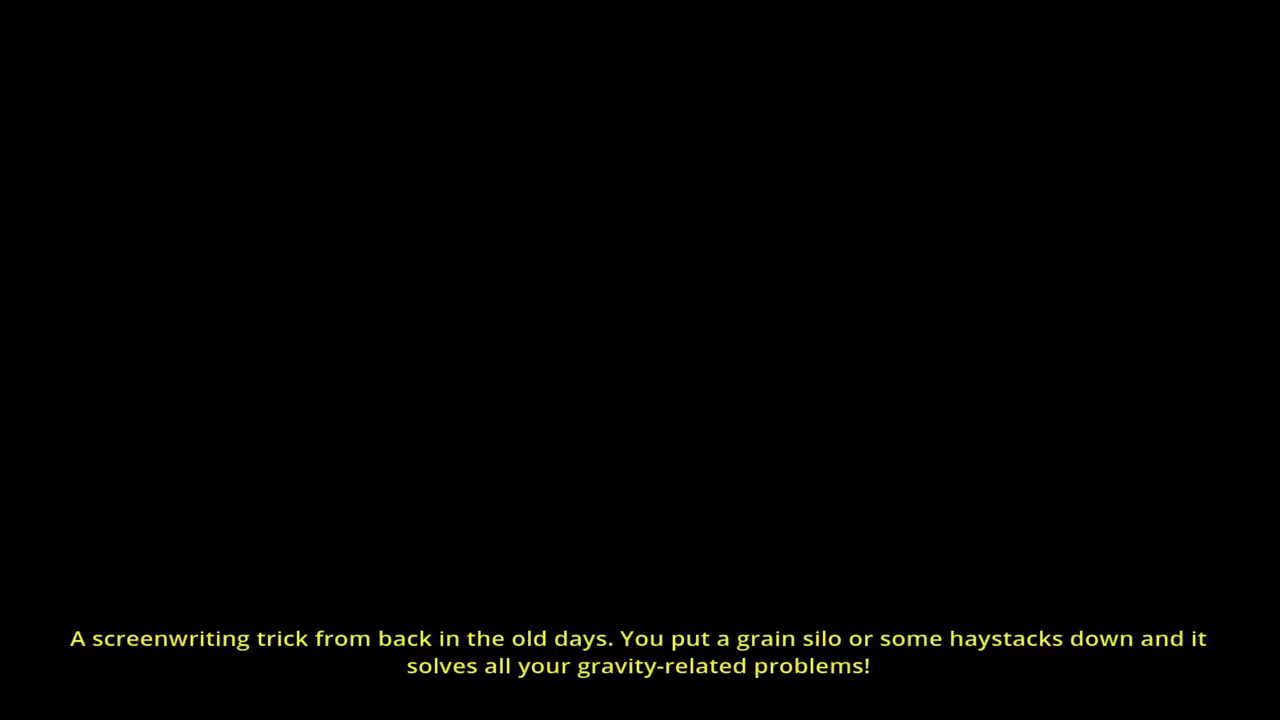 A screenwriting trick from back in the old days. You put a grain silo or some haystacks down and it
solves all your gravity-related problems!